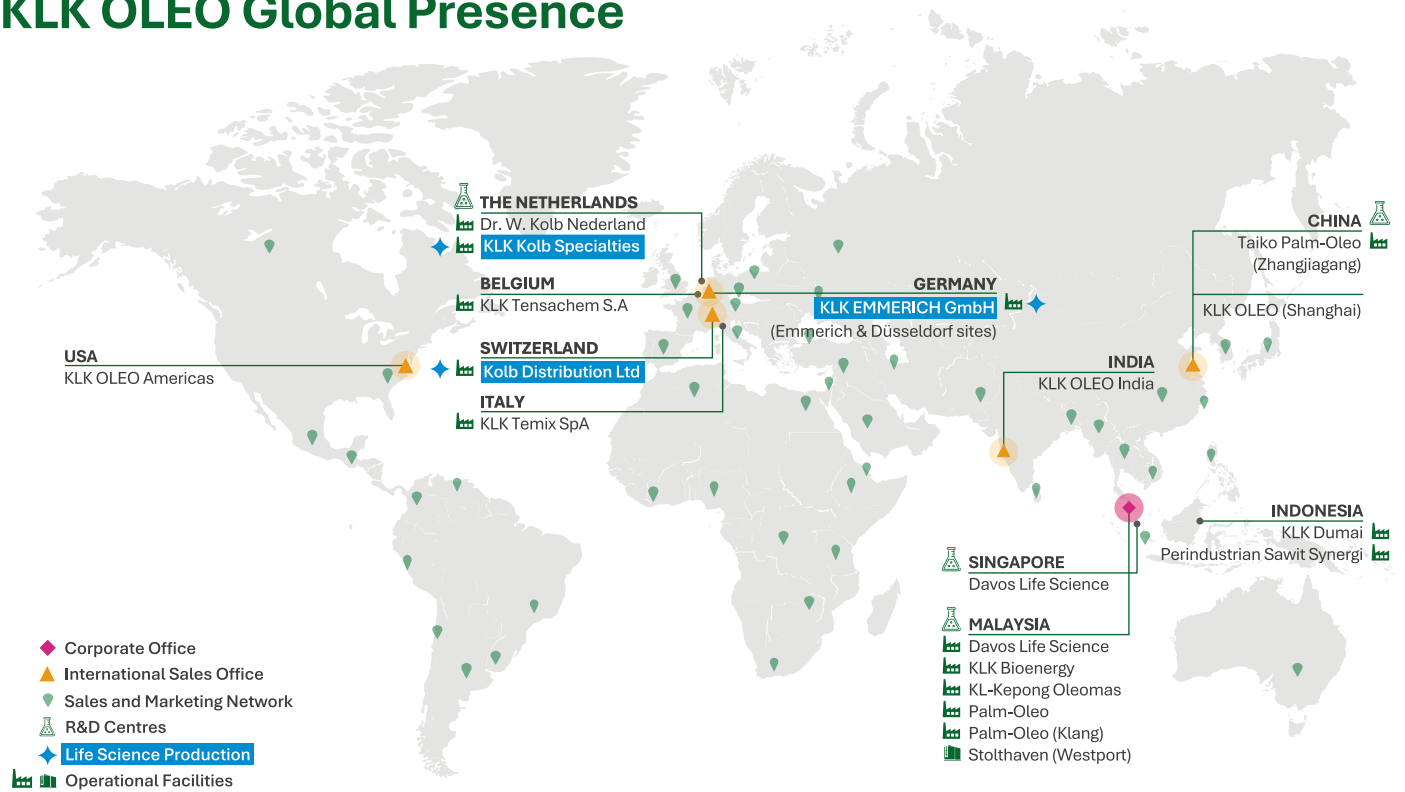 KLK OLEO Global Presence
THE NETHERLANDS
Dr. W. Kolb Nederland
KLK Kolb Specialties
BELGIUM
KLK Tensachem S.A
SWITZERLAND
Kolb Distribution Ltd
ITALY
KLK Temix SpA
USA
KLK OLEO Americas
GERMANY
KLK EMMERICH GmbH
(Emmerich & Düsseldorf sites)
CHINA
Taiko Palm-Oleo
(Zhangjiagang)
KLK OLEO (Shanghai)
INDIA
KLK OLEO India
INDONESIA
KLK Dumai
Perindustrian Sawit Synergi
SINGAPORE
Davos Life Science
MALAYSIA
Davos Life Science
KLK Bioenergy
KL-Kepong Oleomas
Palm-Oleo
Palm-Oleo (Klang)
Stolthaven (Westport)
Corporate Office
International Sales Office
Sales and Marketing Network
R&D Centres
Life Science Production
Operational Facilities